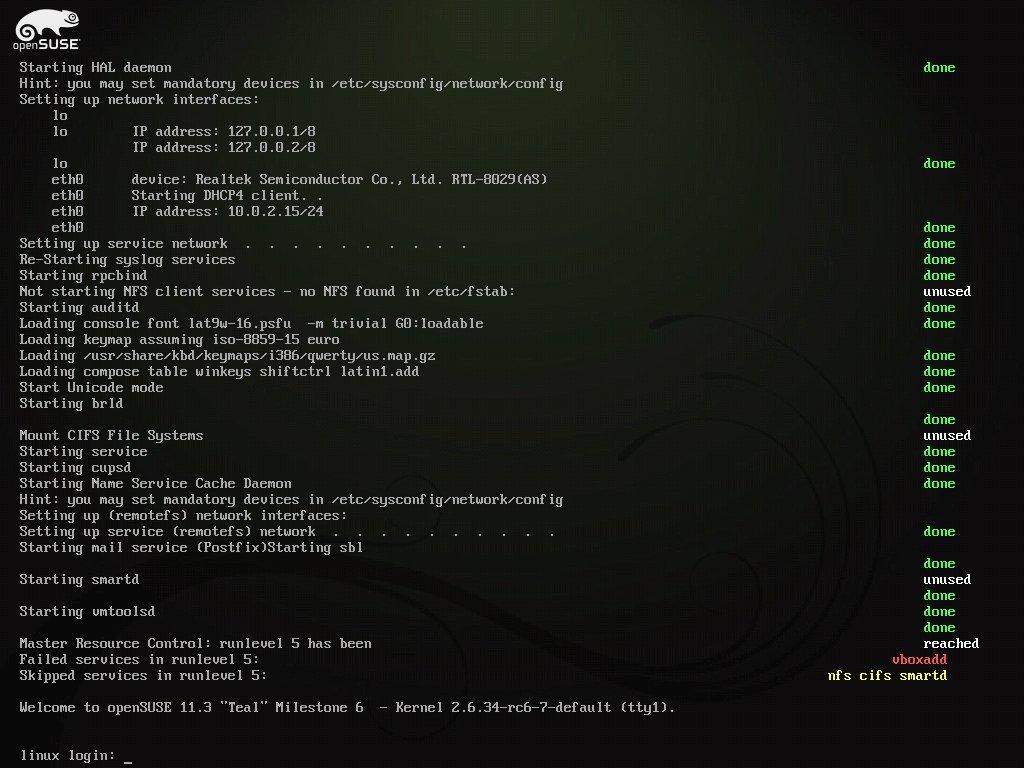 openSUSE
Starting HAL daemon done
Hint: you may set mandatory devices in /etc/sysconfig/network/config
Setting up network interfaces:
lo
lo IP address: 127.0.0.1/8
IP address: 127.0.0.2/8
lo done
eth0 device: Realtek Semiconductor Co., Ltd. RTL-8029(AS)
eth0 Starting DHCP4 client. .
eth0 IP address: 10.0.2.15/24
eth0 done
Setting up service network . . . . . . . . . . done
Re-Starting syslog services done
Starting rpcbind done
Not starting NFS client services - no NFS found in /etc/fstab: unused
Starting auditd done
Loading console font lat9w-16.psfu -m trivial G0:loadable done
Loading keymap assuming iso-8859-15 euro
Loading /usr/share/kbd/keymaps/i386/qwerty/us.map.gz done
Loading compose table winkeys shiftctrl latin1.add done
Start Unicode mode done
Starting brld
done
Mount CIFS File Systems unused
Starting service done
Starting cupsd done
Starting Name Service Cache Daemon done
Hint: you may set mandatory devices in /etc/sysconfig/network/config
Setting up (remotefs) network interfaces:
Setting up service (remotefs) network . . . . . . . . . . done
Starting mail service (Postfix)Starting sbl
done
Starting smartd unused
done
Starting vmtoolsd done
done
Master Resource Control: runlevel 5 has been reached
Failed services in runlevel 5: vboxadd
Skipped services in runlevel 5: nfs cifs smartd
Welcome to openSUSE 11.3 "Teal" Milestone 6 - Kernel 2.6.34-rc6-7-default (tty1).
linux login: _